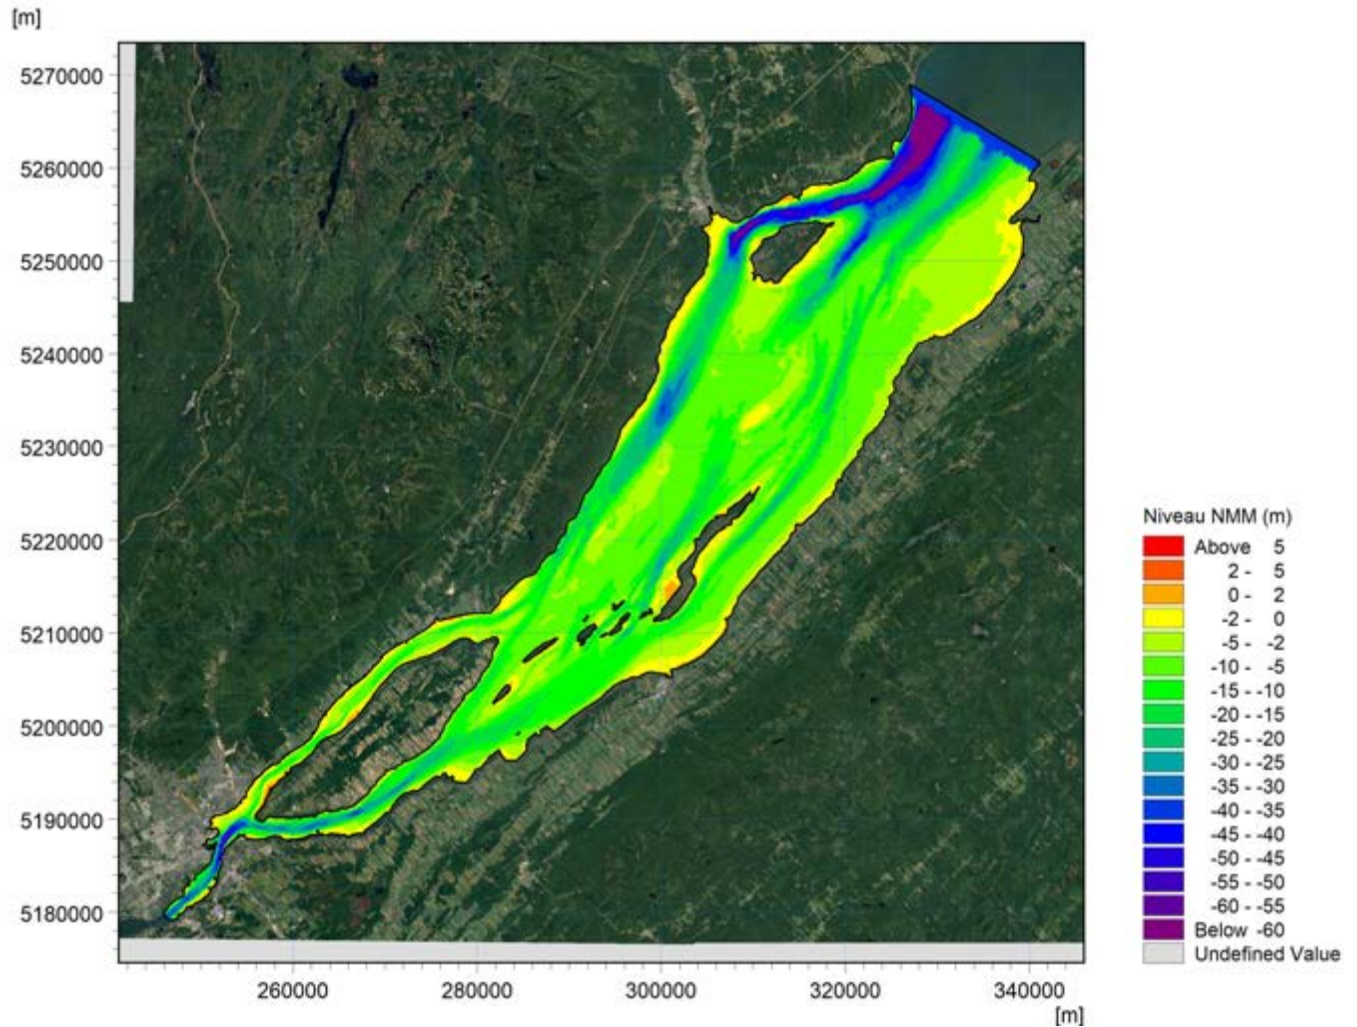 [m]
5270000
5260000
5250000
5240000
5230000
5220000
5210000
5200000
5190000
5180000
260000 280000 300000 320000 340000
[m]
Niveau NMM (m)
Above 5
2 - 5
0 - 2
-2 - 0
-5 - -2
-10 - -5
-15 - -10
-20 - -15
-25 - -20
-30 - -25
-35 - -30
-40 - -35
-45 - -40
-50 - -45
-55 - -50
-60 - -55
Below -60
Undefined Value